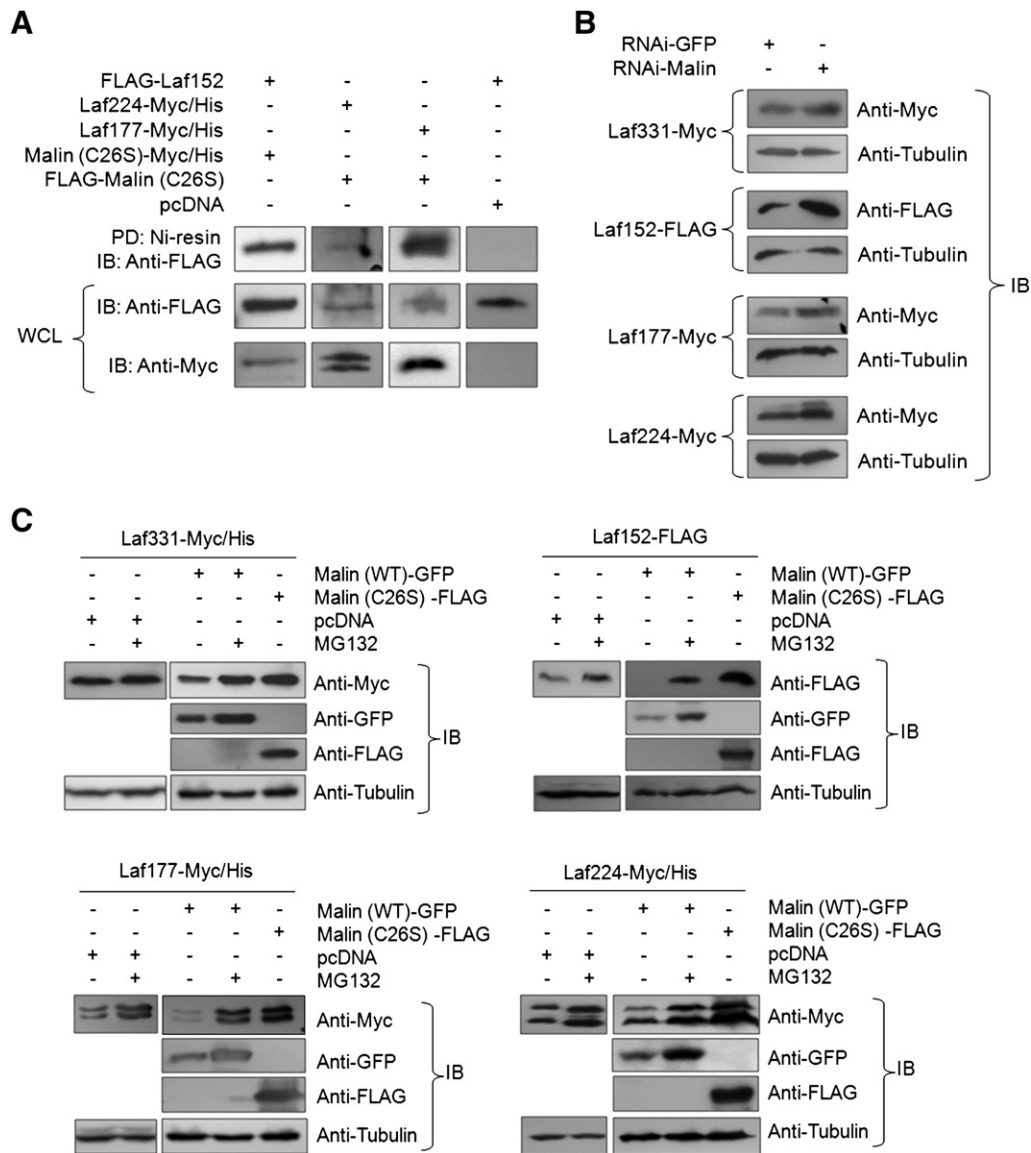 A
FLAG-Laf152 + - - +
Laf224-Myc/His - + - -
Laf177-Myc/His - - + -
Malin (C26S)-Myc/His + - - -
FLAG-Malin (C26S) - + + -
pcDNA - - - +
PD: Ni-resin
IB: Anti-FLAG
WCL
IB: Anti-FLAG
IB: Anti-Myc
B
RNAi-GFP + -
RNAi-Malin - +
Laf331-Myc
Anti-Myc
Anti-Tubulin
Laf152-FLAG
Anti-FLAG
Anti-Tubulin
Laf177-Myc
Anti-Myc
Anti-Tubulin
Laf224-Myc
Anti-Myc
Anti-Tubulin
IB
C
Laf331-Myc/His
- - + + - Malin (WT)-GFP
- - - - + Malin (C26S) -FLAG
+ + - - - pcDNA
- + - + - MG132
Anti-Myc
Anti-GFP
Anti-FLAG
Anti-Tubulin
IB
Laf152-FLAG
- - + + - Malin (WT)-GFP
- - - - + Malin (C26S) -FLAG
+ + - - - pcDNA
- + - + - MG132
Anti-FLAG
Anti-GFP
Anti-FLAG
Anti-Tubulin
IB
Laf177-Myc/His
- - + + - Malin (WT)-GFP
- - - - + Malin (C26S) -FLAG
+ + - - - pcDNA
- + - + - MG132
Anti-Myc
Anti-GFP
Anti-FLAG
Anti-Tubulin
IB
Laf224-Myc/His
- - + + - Malin (WT)-GFP
- - - - + Malin (C26S) -FLAG
+ + - - - pcDNA
- + - + - MG132
Anti-Myc
Anti-GFP
Anti-FLAG
Anti-Tubulin
IB